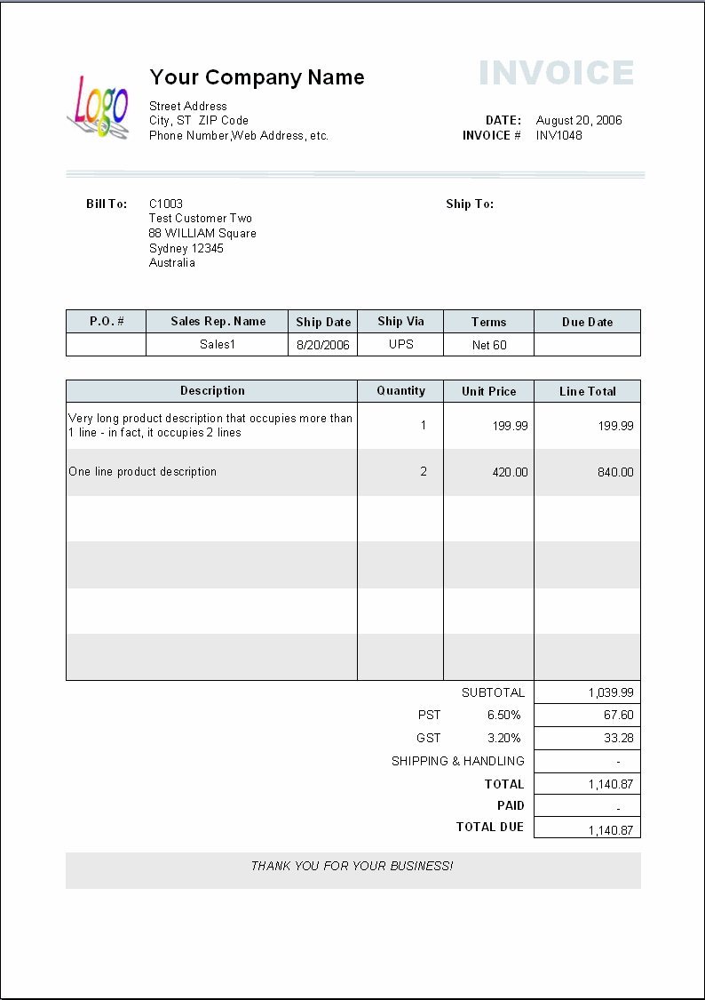 Logo
Your Company Name
INVOICE
Street Address
City, ST  ZIP Code
Phone Number,Web Address, etc.
DATE: August 20, 2006
INVOICE # INV1048
Bill To: C1003
Test Customer Two
88 WILLIAM Square
Sydney 12345
Australia
Ship To:
P.O. # Sales Rep. Name Ship Date Ship Via Terms Due Date
Sales1 8/20/2006 UPS Net 60
Description Quantity Unit Price Line Total
Very long product description that occupies more than
1 line - in fact, it occupies 2 lines
1 199.99 199.99
One line product description 2 420.00 840.00
SUBTOTAL 1,039.99
PST 6.50% 67.60
GST 3.20% 33.28
SHIPPING & HANDLING -
TOTAL 1,140.87
PAID -
TOTAL DUE 1,140.87
THANK YOU FOR YOUR BUSINESS!